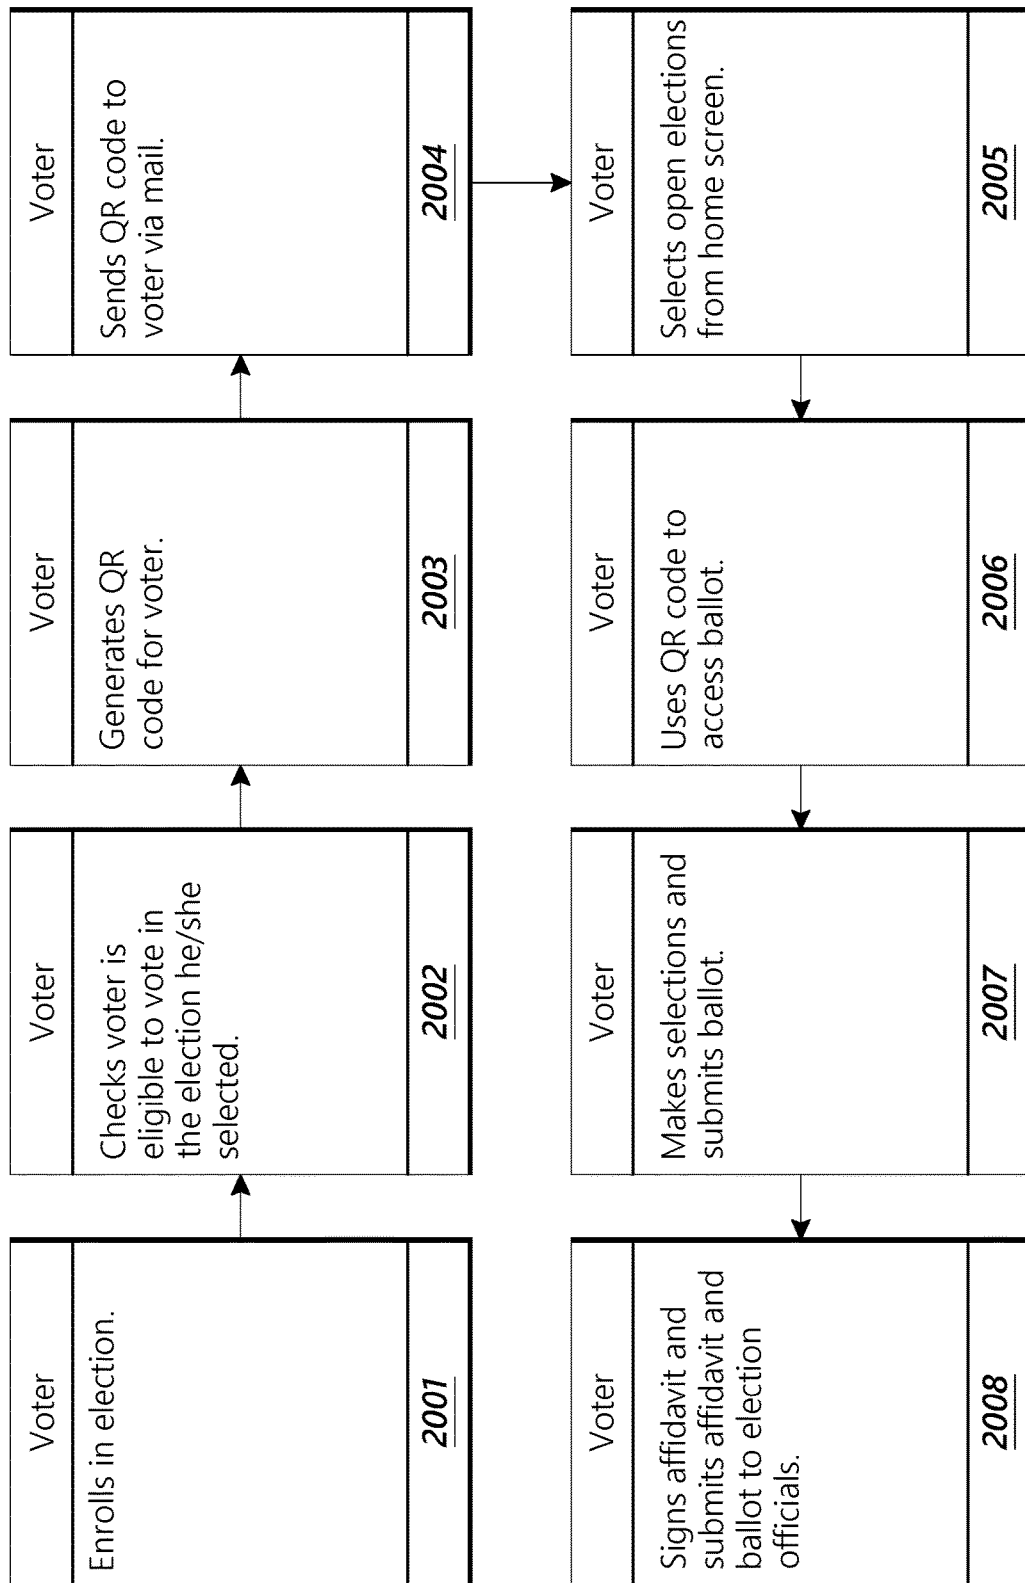 Voter
Enrolls in election.
2001
Voter
Checks voter is
eligible to vote in
the election he/she
selected.
2002
Voter
Generates QR
code for voter.
2003
Voter
Sends QR code to
voter via mail.
2004
Voter
Selects open elections
from home screen.
2005
Voter
Uses QR code to
access ballot.
2006
Voter
Makes selections and
submits ballot.
2007
Voter
Signs affidavit and
submits affidavit and
ballot to election
officials.
2008